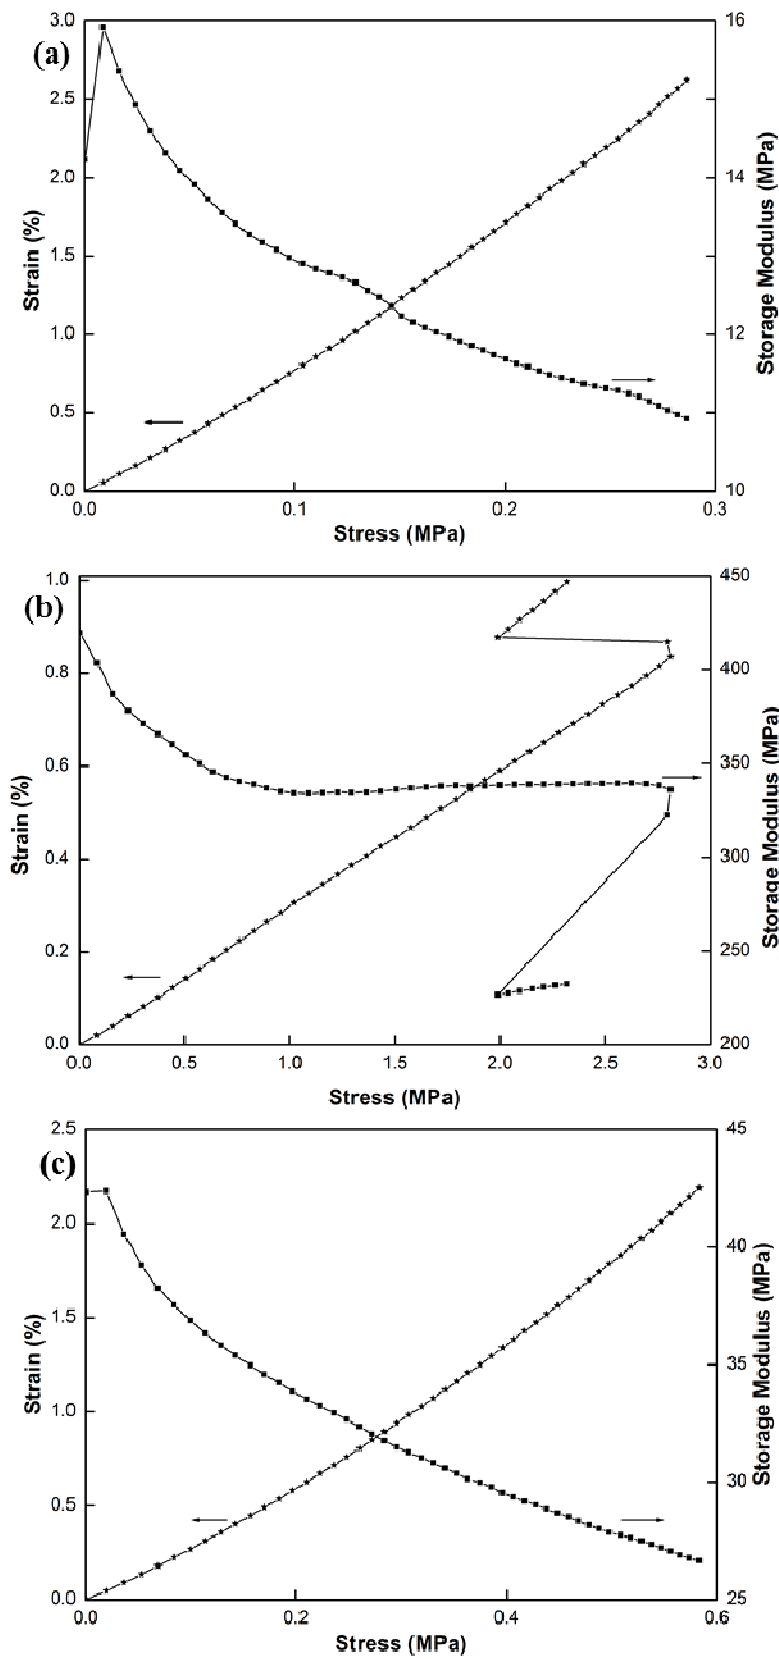 (a)
3.0
2.5
2.0
1.5
1.0
0.5
0.0
Strain (%)
16
14
12
10
Storage Modulus (MPa)
0.0 0.1 0.2 0.3
Stress (MPa)
(b)
1.0
0.8
0.6
0.4
0.2
0.0
Strain (%)
450
400
350
300
250
200
Storage Modulus (MPa)
0.0 0.5 1.0 1.5 2.0 2.5 3.0
Stress (MPa)
(c)
2.5
2.0
1.5
1.0
0.5
0.0
Strain (%)
45
40
35
30
25
Storage Modulus (MPa)
0.0 0.2 0.4 0.6
Stress (MPa)